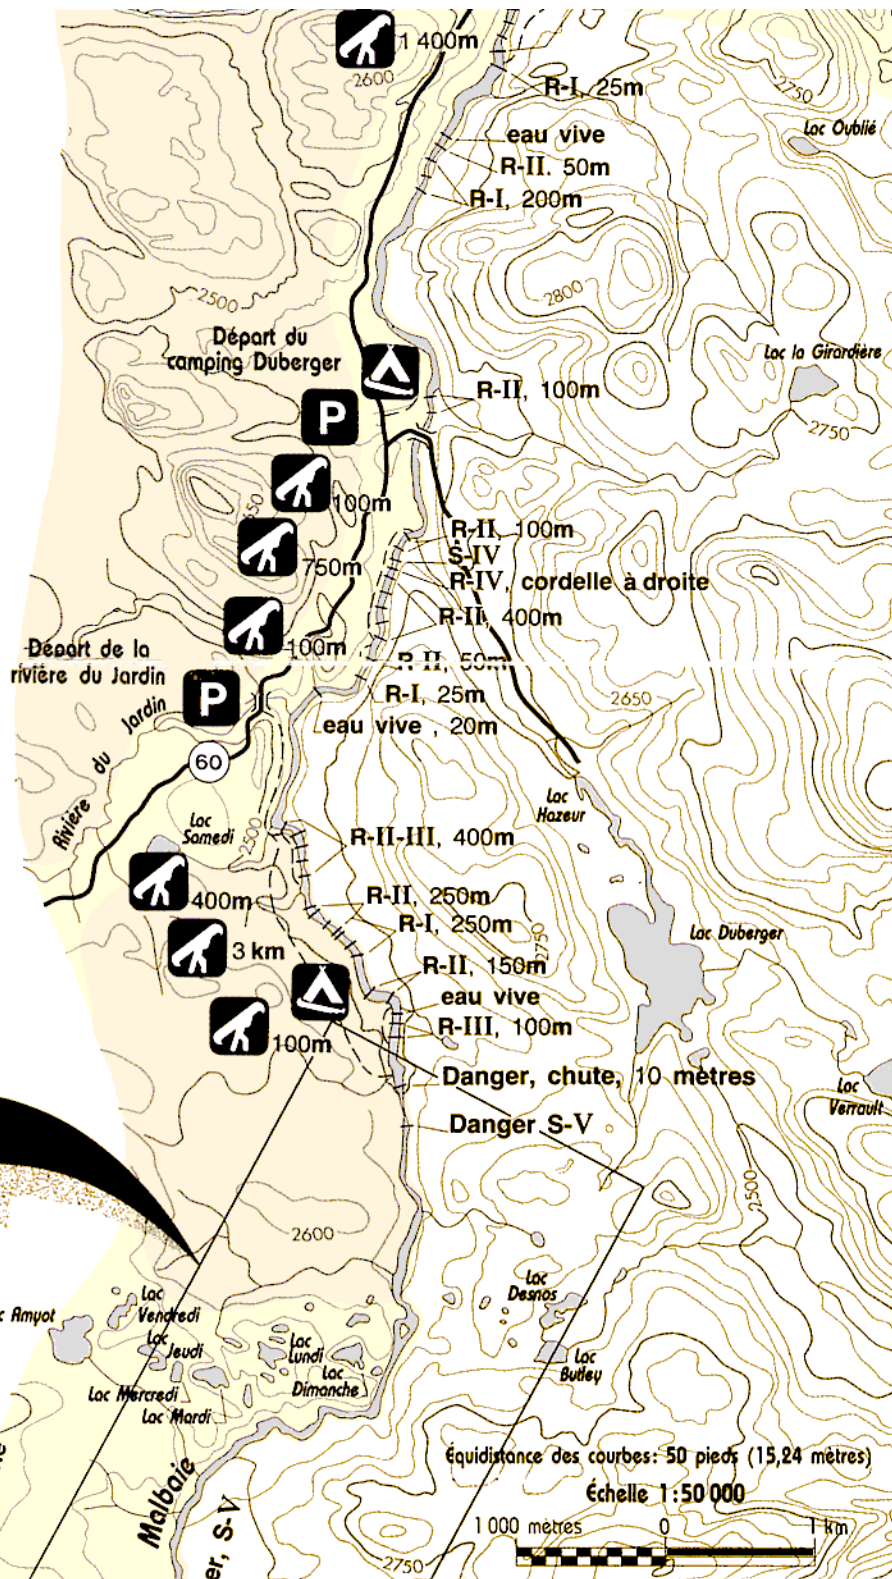 1 400m
2600
R-I, 25m
2750
Lac Oublié
eau vive
R-II. 50m
R-I, 200m
2500
2800
Départ du
camping Duberger
Lac la Girardière
R-II, 100m
P
2750
100m
R-II, 100m
S-IV
750m
R-IV, cordelle à droite
R-II, 400m
100m
Départ de la
rivière du Jardin
R-II, 50m
P
R-I, 25m
2650
eau vive , 20m
Rivière du Jardin
60
Lac
Hazeur
Lac
Samedi
2500
R-II-III, 400m
400m
R-II, 250m
R-I, 250m
2750
Lac Duberger
3 km
R-II, 150m
eau vive
R-III, 100m
100m
Danger, chute, 10 mètres
Lac
Verrault
Danger S-V
2500
2600
Lac
Desnos
Lac
Vendredi
c Amyot
Lac
Jeudi
Lac
Lundi
Lac
Dimanche
Lac
Butley
Lac Mercredi
Lac Mardi
Malbaie
er, S-V
Équidistance des courbes: 50 pieds (15,24 mètres)
Échelle 1:50 000
1 000 mètres 0 1 km
2750